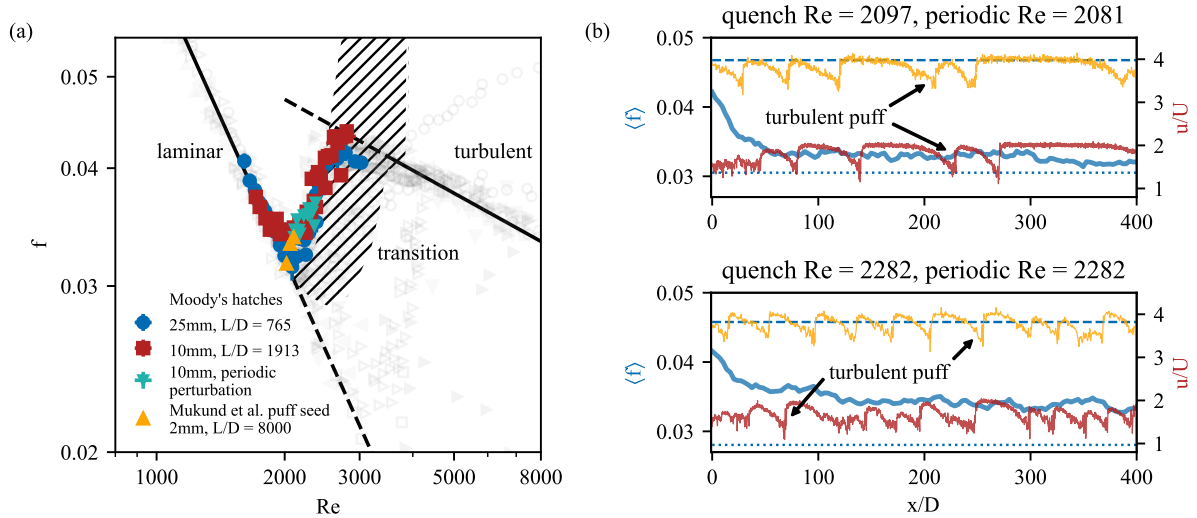 (a)
0.05
0.04
0.03
0.02
f
laminar
turbulent
transition
Moody's hatches
25mm, L/D = 765
10mm, L/D = 1913
10mm, periodic
perturbation
Mukund et al. puff seed
2mm, L/D = 8000
1000
2000
3000
5000
8000
Re
(b)
quench Re = 2097, periodic Re = 2081
0.05
0.04
0.03
⟨f⟩
turbulent puff
4
3
2
1
u/U
0
100
200
300
400
quench Re = 2282, periodic Re = 2282
0.05
0.04
0.03
⟨f⟩
turbulent puff
4
3
2
1
u/U
0
100
200
300
400
x/D